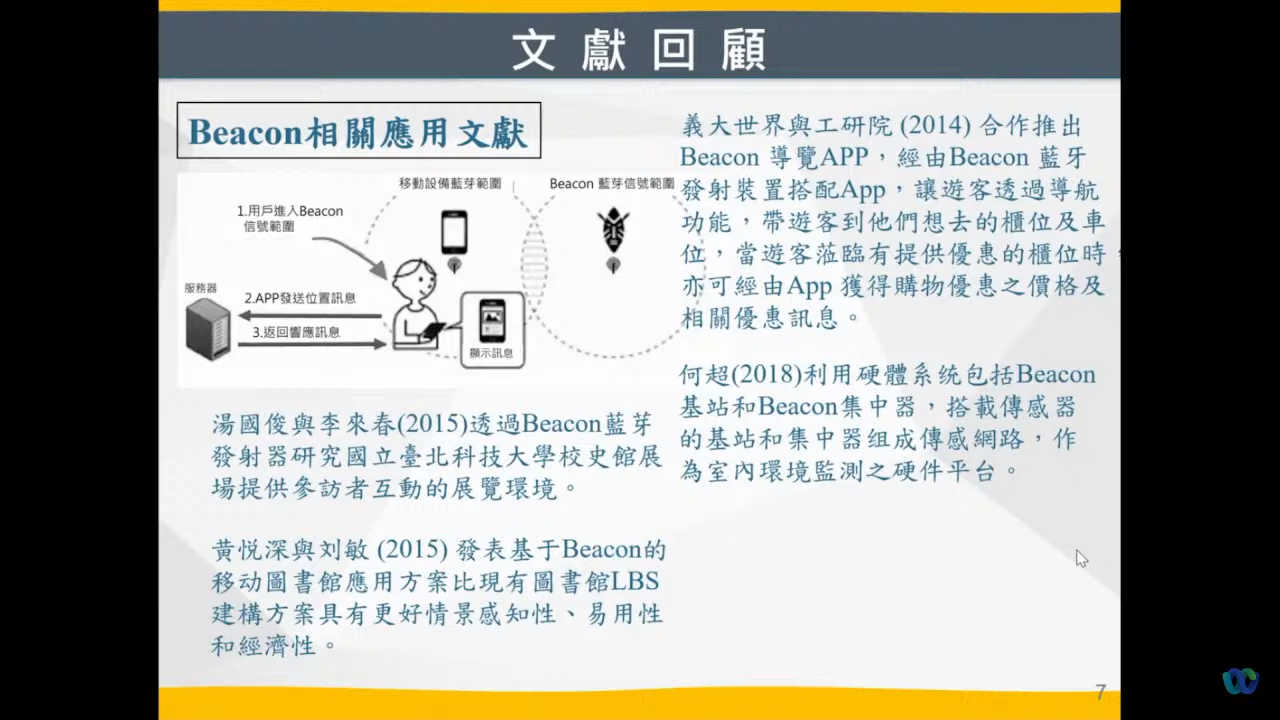 文獻回顧
Beacon相關應用文獻
移動設備藍芽範圍
Beacon 藍芽信號範圍
1.用戶進入Beacon
信號範圍
服務器
2.APP發送位置訊息
3.返回響應訊息
顯示訊息
湯國俊與李來春(2015)透過Beacon藍芽
發射器研究國立臺北科技大學校史館展
場提供參訪者互動的展覽環境。
黄悦深與刘敏 (2015) 發表基于Beacon的
移动圖書館應用方案比現有圖書館LBS
建構方案具有更好情景感知性、易用性
和經濟性。
義大世界與工研院 (2014) 合作推出
Beacon 導覽APP，經由Beacon 藍牙
發射裝置搭配App，讓遊客透過導航
功能，帶遊客到他們想去的櫃位及車
位，當遊客蒞臨有提供優惠的櫃位時，
亦可經由App 獲得購物優惠之價格及
相關優惠訊息。
何超(2018)利用硬體系统包括Beacon
基站和Beacon集中器，搭載傳感器
的基站和集中器组成傳感網路，作
為室內環境監測之硬件平台。
7